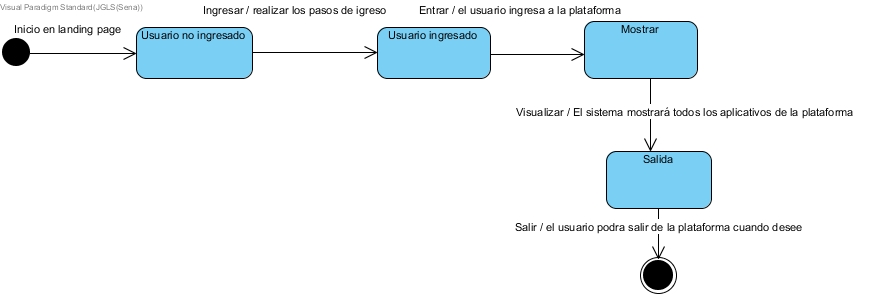 Visual Paradigm Standard(JGLS(Sena))
Ingresar / realizar los pasos de igreso
Entrar / el usuario ingresa a la plataforma
Inicio en landing page
Usuario no ingresado
Usuario ingresado
Mostrar
Visualizar / El sistema mostrará todos los aplicativos de la plataforma
Salida
Salir / el usuario podra salir de la plataforma cuando desee